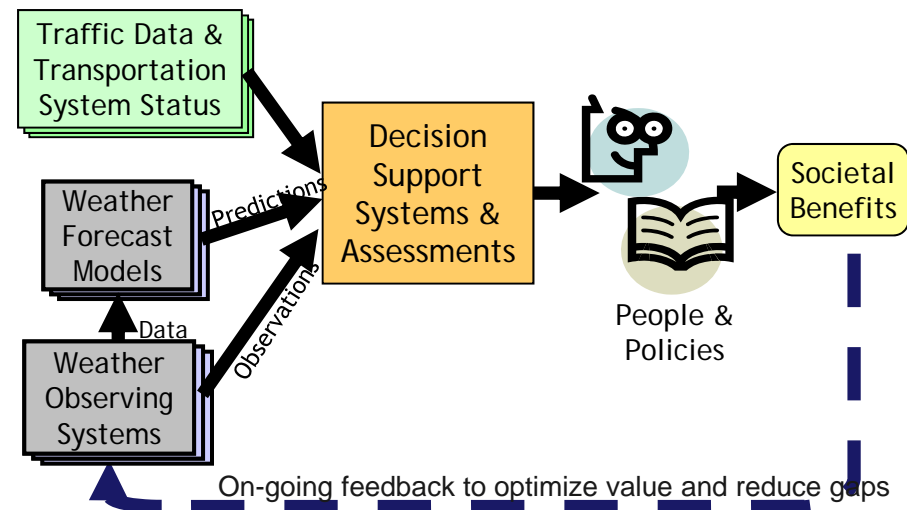 Traffic Data &
Transportation
System Status
Decision
Support
Systems &
Assessments
Societal
Benefits
Weather
Forecast
Models
Predictions
Observations
People &
Policies
Data
Weather
Observing
Systems
On-going feedback to optimize value and reduce gaps